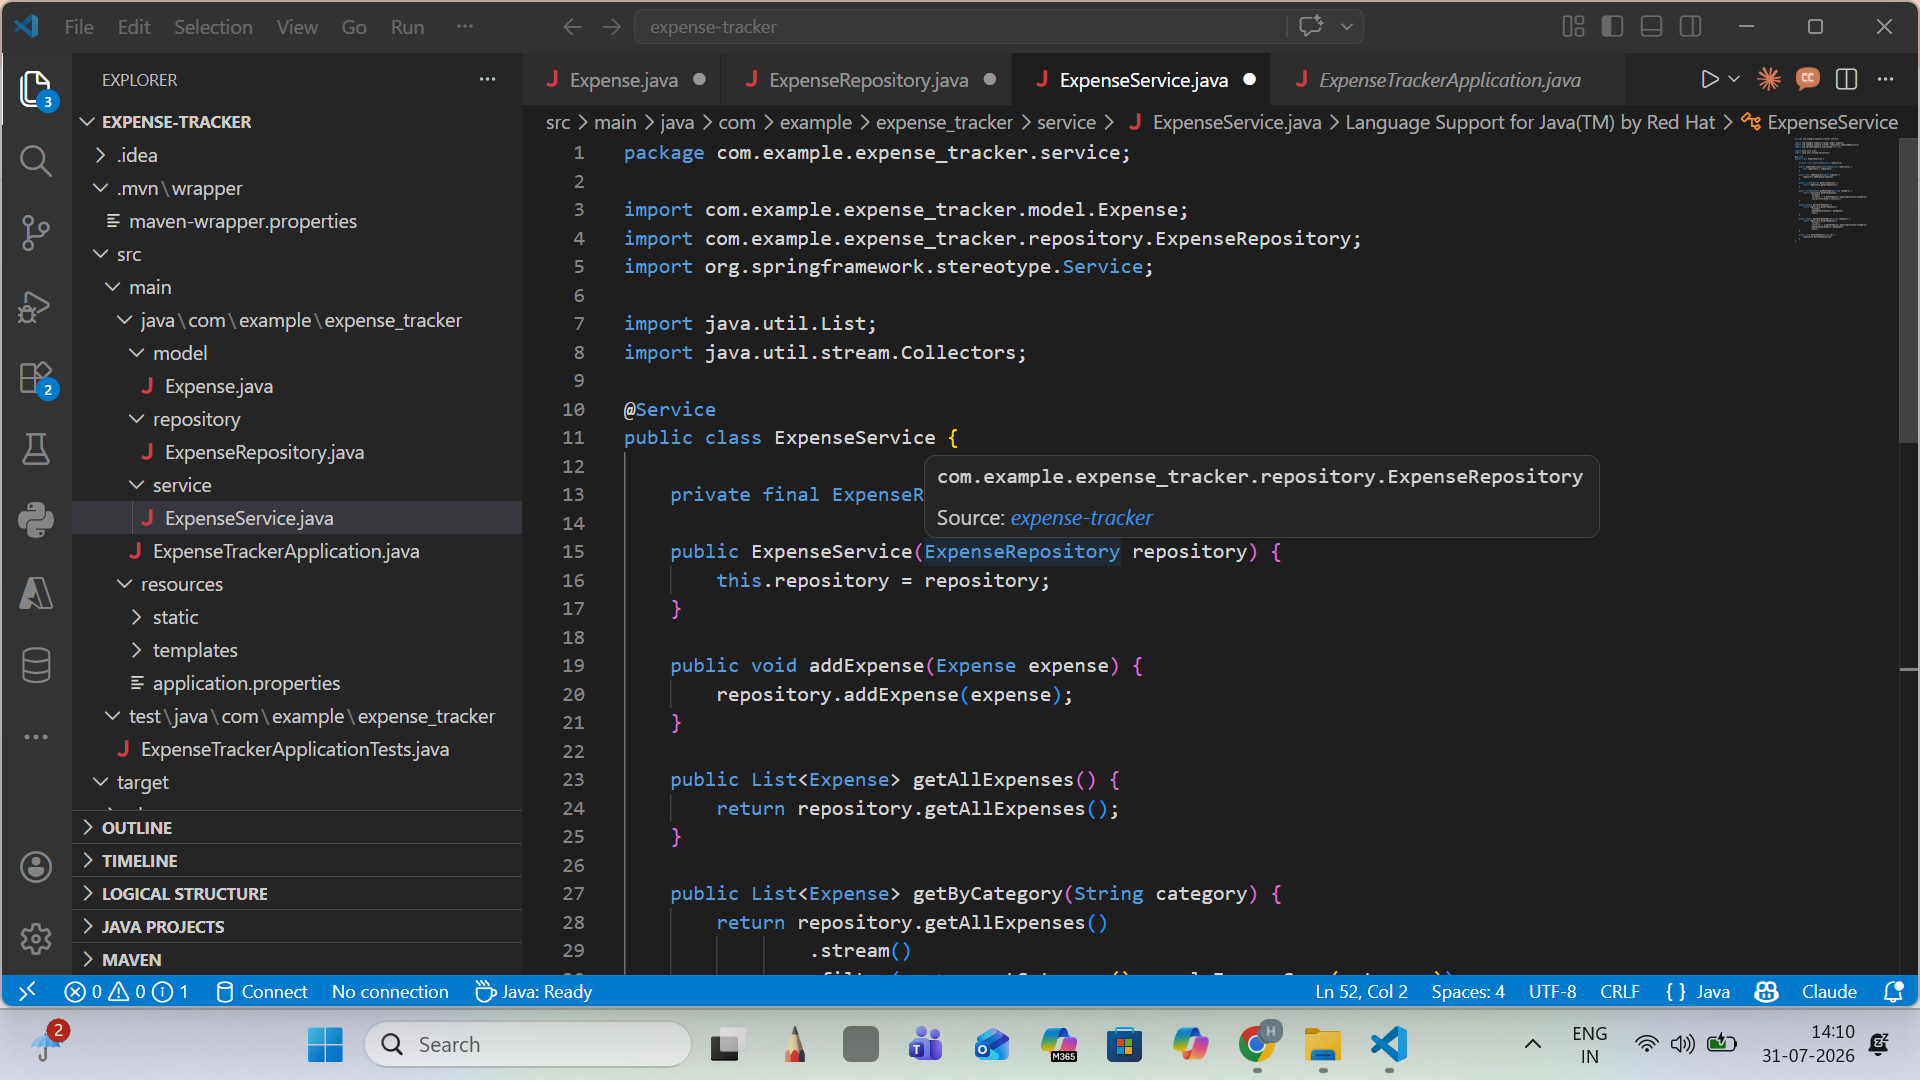 File Edit Selection View Go Run ···
expense-tracker
EXPLORER ···
3
2
EXPENSE-TRACKER
.idea
.mvn\wrapper
maven-wrapper.properties
src
main
java\com\example\expense_tracker
model
Expense.java
repository
ExpenseRepository.java
service
ExpenseService.java
ExpenseTrackerApplication.java
resources
static
templates
application.properties
test\java\com\example\expense_tracker
ExpenseTrackerApplicationTests.java
target
OUTLINE
TIMELINE
LOGICAL STRUCTURE
JAVA PROJECTS
MAVEN
Expense.java ExpenseRepository.java ExpenseService.java ExpenseTrackerApplication.java CC
src > main > java > com > example > expense_tracker > service > ExpenseService.java > Language Support for Java(TM) by Red Hat > ExpenseService
1 package com.example.expense_tracker.service;
2
3 import com.example.expense_tracker.model.Expense;
4 import com.example.expense_tracker.repository.ExpenseRepository;
5 import org.springframework.stereotype.Service;
6
7 import java.util.List;
8 import java.util.stream.Collectors;
9
10 @Service
11 public class ExpenseService {
12
13 private final ExpenseR
com.example.expense_tracker.repository.ExpenseRepository
Source: expense-tracker
14
15 public ExpenseService(ExpenseRepository repository) {
16 this.repository = repository;
17 }
18
19 public void addExpense(Expense expense) {
20 repository.addExpense(expense);
21 }
22
23 public List<Expense> getAllExpenses() {
24 return repository.getAllExpenses();
25 }
26
27 public List<Expense> getByCategory(String category) {
28 return repository.getAllExpenses()
29 .stream()
0 0 1 Connect No connection Java: Ready Ln 52, Col 2 Spaces: 4 UTF-8 CRLF { } Java Claude
2 Search M365 H ENG
IN 14:10
31-07-2026